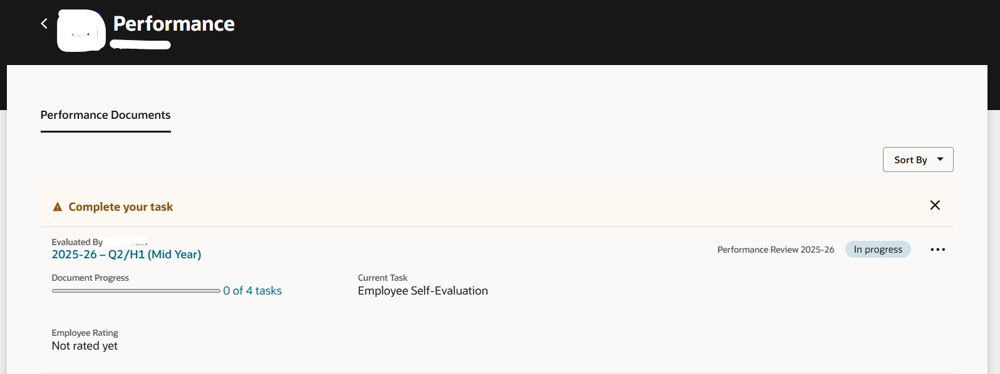 Performance
Performance Documents
Sort By
Complete your task
Evaluated By
2025-26 – Q2/H1 (Mid Year)
Performance Review 2025-26
In progress
Document Progress
0 of 4 tasks
Current Task
Employee Self-Evaluation
Employee Rating
Not rated yet